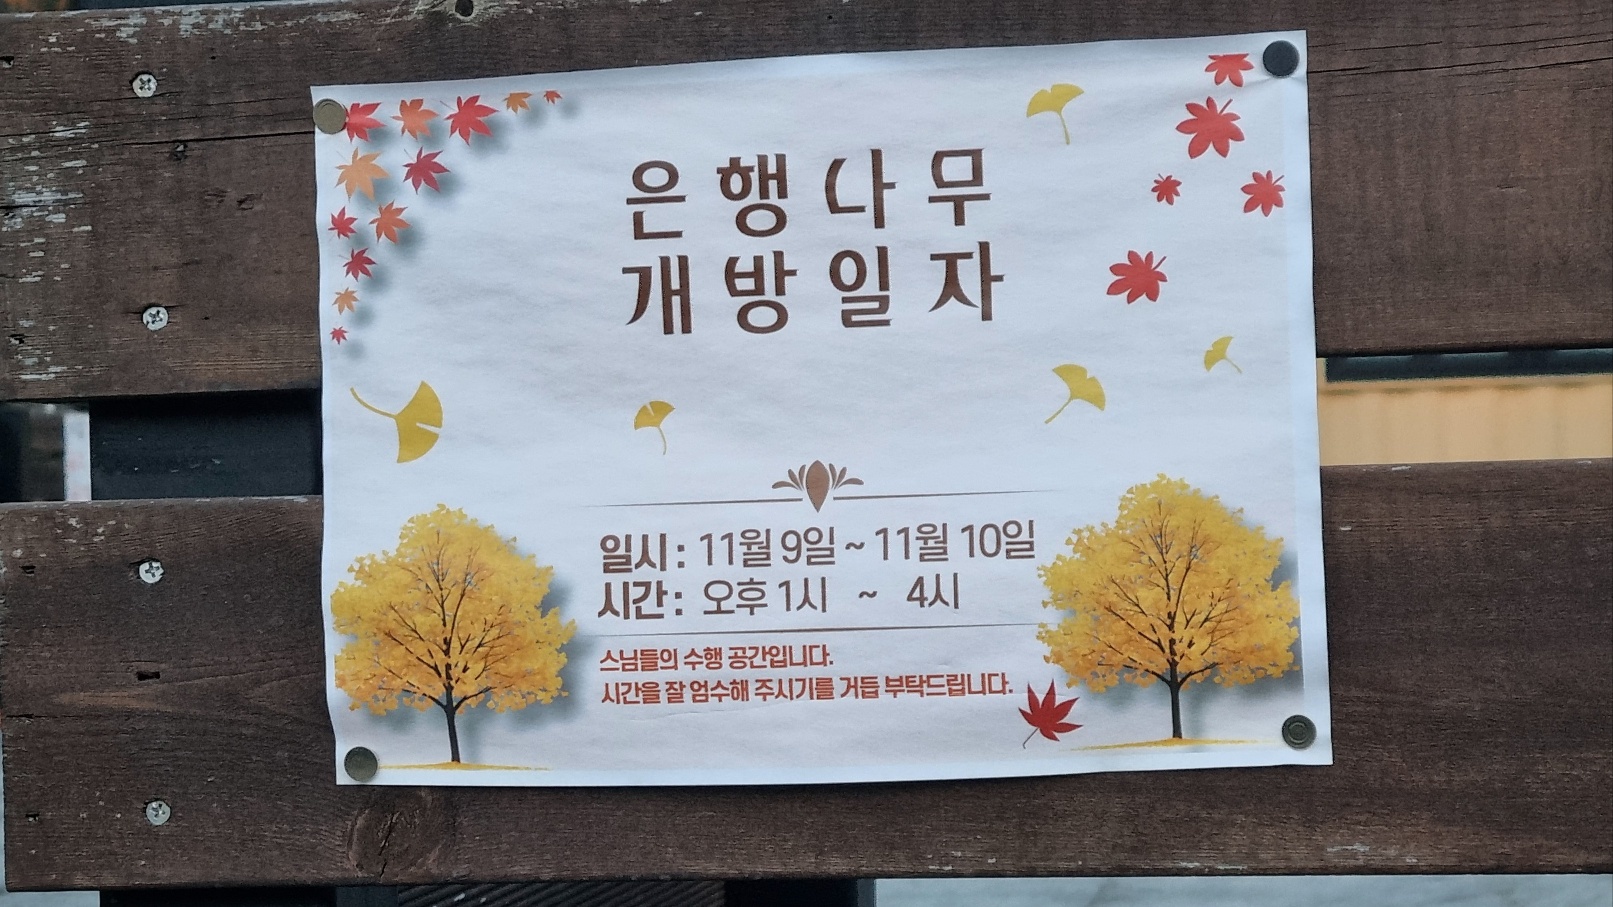 은행나무
개방일자
일시 : 11월 9일 ~ 11월 10일
시간 : 오후 1시 ~ 4시
스님들의 수행 공간입니다.
시간을 잘 엄수해 주시기를 거듭 부탁드립니다.